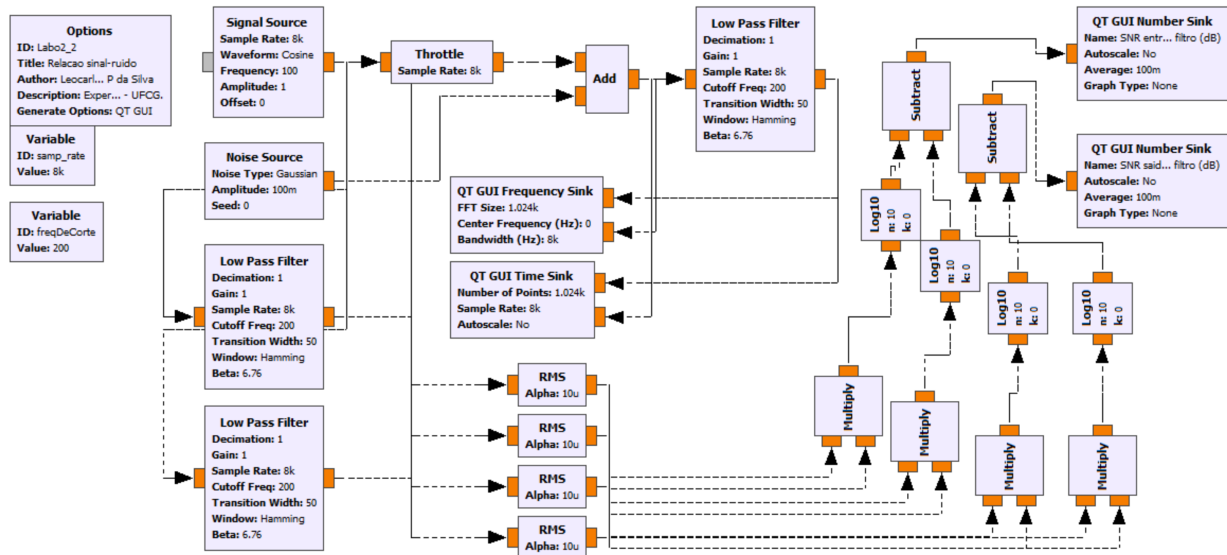 Options
ID: Labo2_2
Title: Relacao sinal-ruido
Author: Leocarl... P da Silva
Description: Exper... - UFCG.
Generate Options: QT GUI
Variable
ID: samp_rate
Value: 8k
Variable
ID: freqDeCorte
Value: 200
Signal Source
Sample Rate: 8k
Waveform: Cosine
Frequency: 100
Amplitude: 1
Offset: 0
Noise Source
Noise Type: Gaussian
Amplitude: 100m
Seed: 0
Low Pass Filter
Decimation: 1
Gain: 1
Sample Rate: 8k
Cutoff Freq: 200
Transition Width: 50
Window: Hamming
Beta: 6.76
Low Pass Filter
Decimation: 1
Gain: 1
Sample Rate: 8k
Cutoff Freq: 200
Transition Width: 50
Window: Hamming
Beta: 6.76
Throttle
Sample Rate: 8k
Add
QT GUI Frequency Sink
FFT Size: 1.024k
Center Frequency (Hz): 0
Bandwidth (Hz): 8k
QT GUI Time Sink
Number of Points: 1.024k
Sample Rate: 8k
Autoscale: No
RMS
Alpha: 10u
RMS
Alpha: 10u
RMS
Alpha: 10u
RMS
Alpha: 10u
Low Pass Filter
Decimation: 1
Gain: 1
Sample Rate: 8k
Cutoff Freq: 200
Transition Width: 50
Window: Hamming
Beta: 6.76
Subtract
Subtract
Log10
n: 10
k: 0
Log10
n: 10
k: 0
Log10
n: 10
k: 0
Log10
n: 10
k: 0
Multiply
Multiply
Multiply
Multiply
QT GUI Number Sink
Name: SNR entr... filtro (dB)
Autoscale: No
Average: 100m
Graph Type: None
QT GUI Number Sink
Name: SNR said... filtro (dB)
Autoscale: No
Average: 100m
Graph Type: None